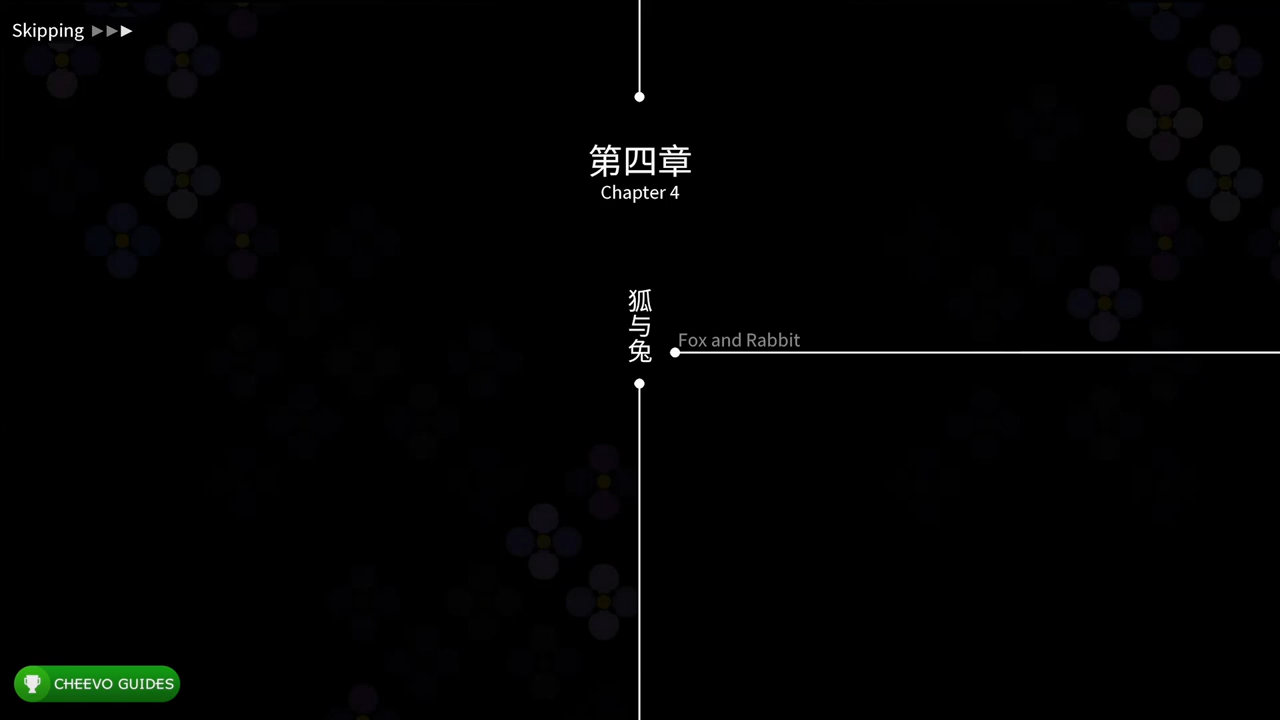 Skipping
第四章
Chapter 4
狐与兔
Fox and Rabbit
CHEEVO GUIDES